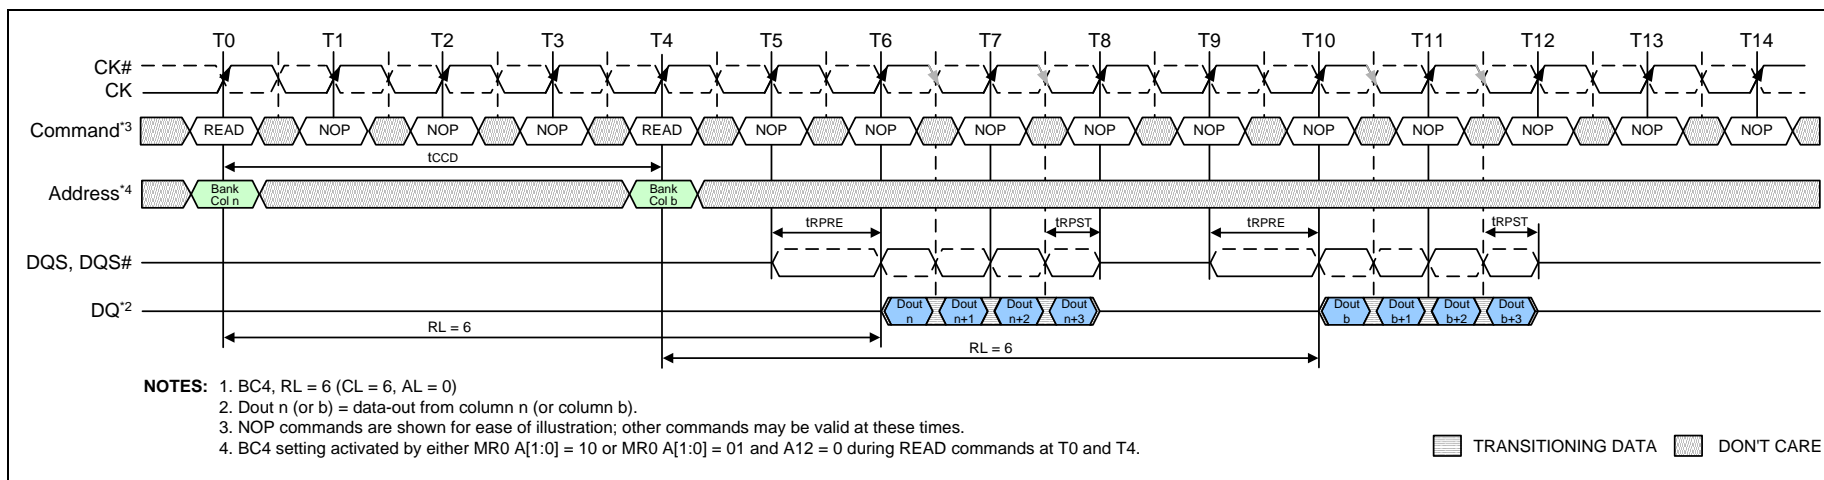 T0 T1 T2 T3 T4 T5 T6 T7 T8 T9 T10 T11 T12 T13 T14
CK#
CK
Command*3 READ NOP NOP NOP READ NOP NOP NOP NOP NOP NOP NOP NOP NOP NOP
tCCD
Address*4 Bank Col n Bank Col b
tRPRE tRPST tRPRE tRPST
DQS, DQS#
DQ*2 Dout n Dout n+1 Dout n+2 Dout n+3 Dout b Dout b+1 Dout b+2 Dout b+3
RL = 6
RL = 6
NOTES: 1. BC4, RL = 6 (CL = 6, AL = 0)
2. Dout n (or b) = data-out from column n (or column b).
3. NOP commands are shown for ease of illustration; other commands may be valid at these times.
4. BC4 setting activated by either MR0 A[1:0] = 10 or MR0 A[1:0] = 01 and A12 = 0 during READ commands at T0 and T4.
TRANSITIONING DATA DON'T CARE